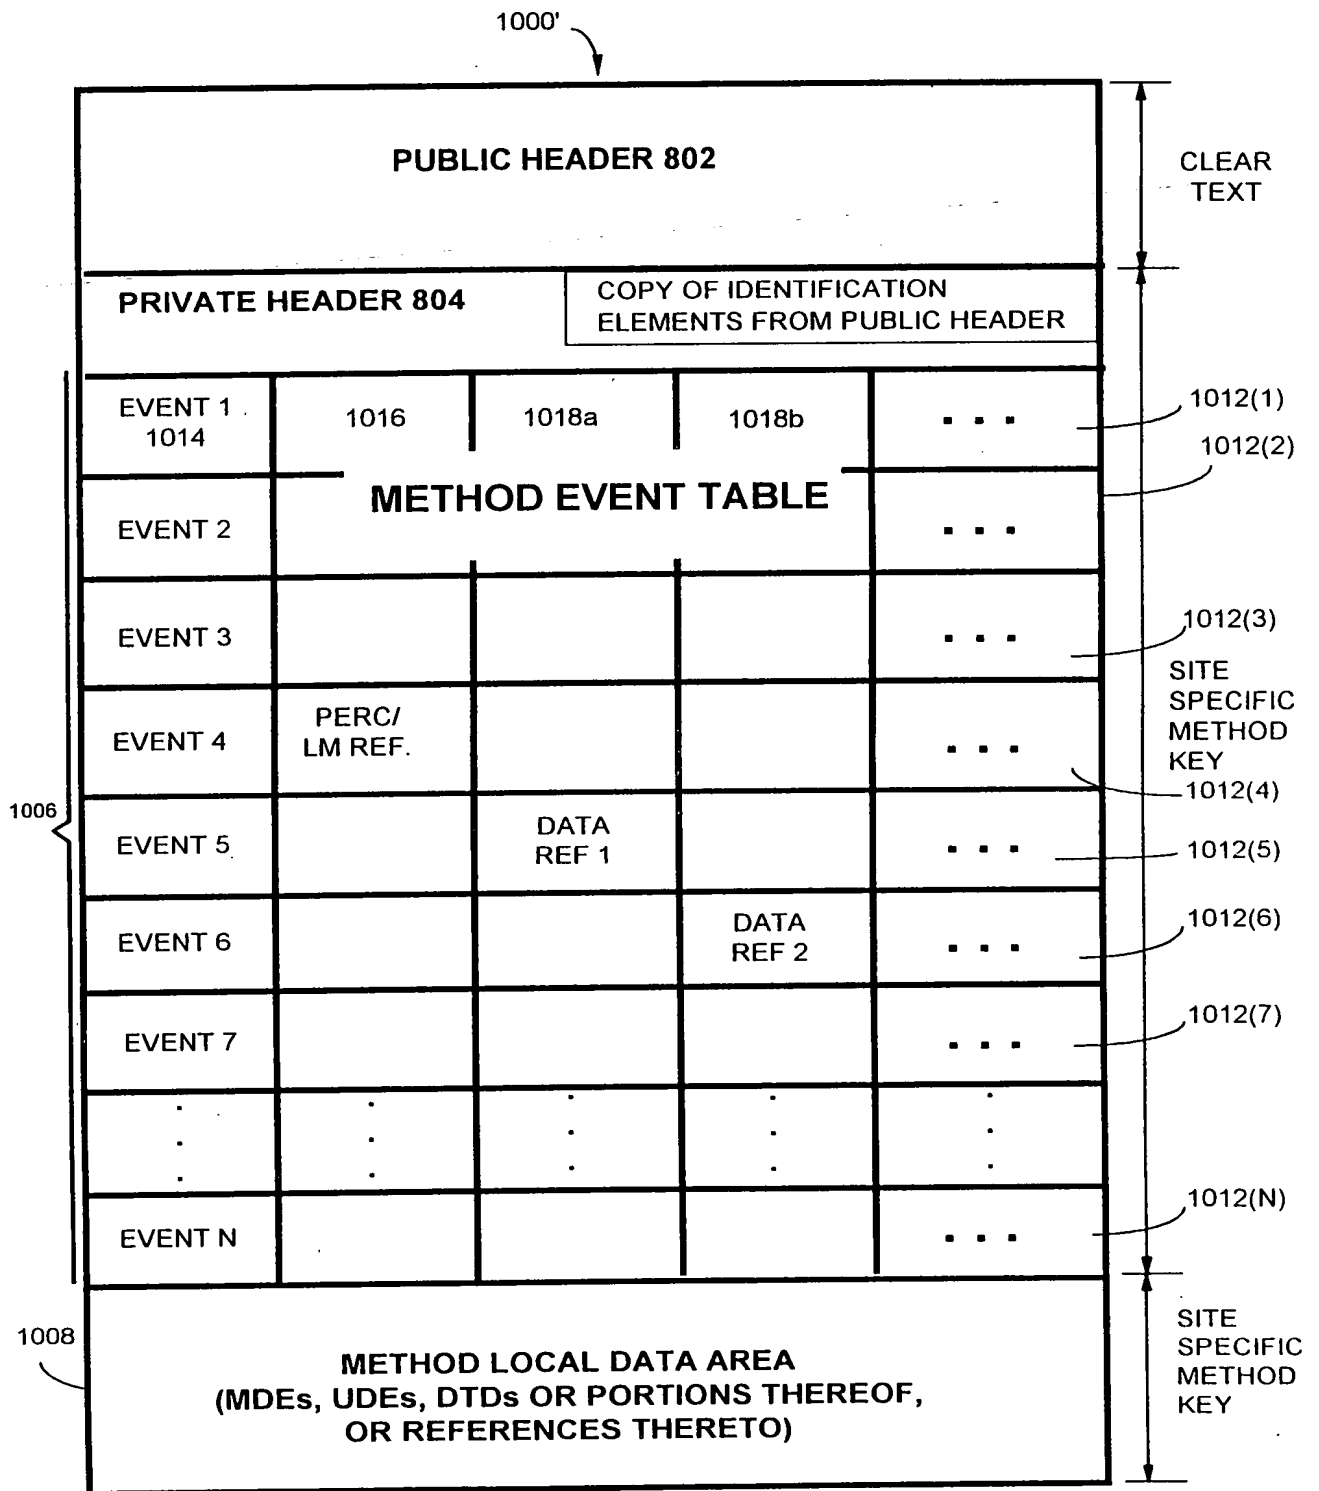 1000'
PUBLIC HEADER 802
CLEAR
TEXT
PRIVATE HEADER 804
COPY OF IDENTIFICATION
ELEMENTS FROM PUBLIC HEADER
EVENT 1
1014
1016
1018a
1018b
. . .
1012(1)
1012(2)
METHOD EVENT TABLE
EVENT 2
. . .
EVENT 3
. . .
1012(3)
SITE
SPECIFIC
METHOD
KEY
EVENT 4
PERC/
LM REF.
. . .
1012(4)
1006
EVENT 5
DATA
REF 1
. . .
1012(5)
EVENT 6
DATA
REF 2
. . .
1012(6)
EVENT 7
. . .
1012(7)
EVENT N
. . .
1012(N)
1008
METHOD LOCAL DATA AREA
(MDEs, UDEs, DTDs OR PORTIONS THEREOF,
OR REFERENCES THERETO)
SITE
SPECIFIC
METHOD
KEY